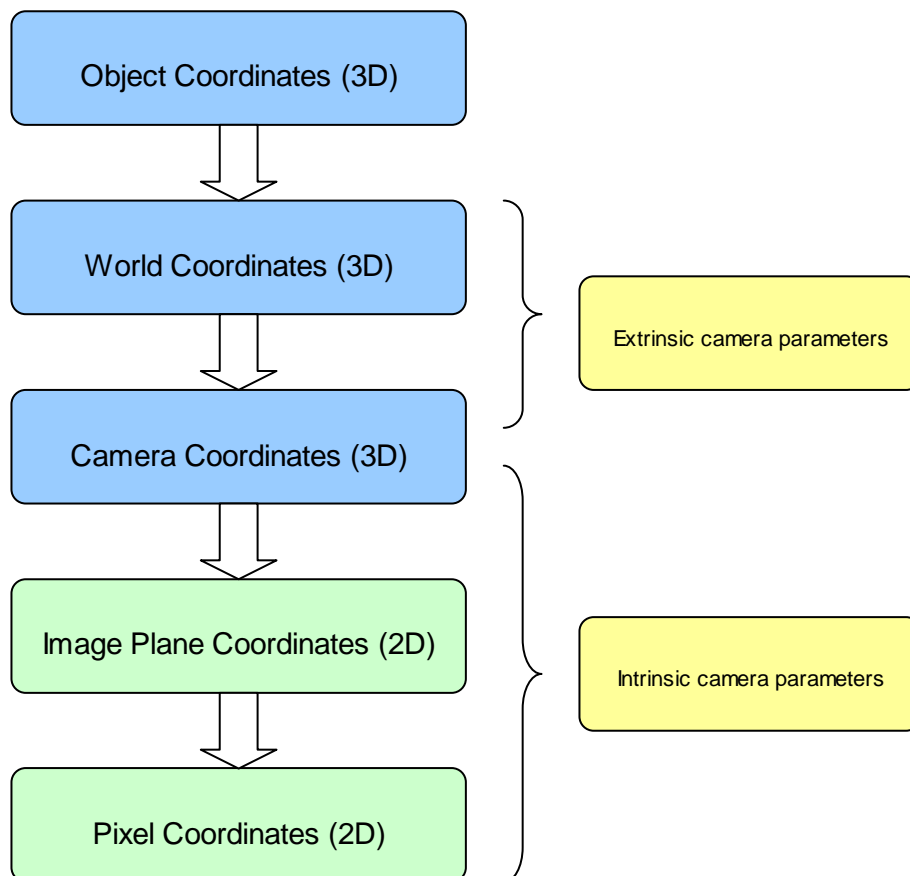 Object Coordinates (3D)
World Coordinates (3D)
Extrinsic camera parameters
Camera Coordinates (3D)
Image Plane Coordinates (2D)
Intrinsic camera parameters
Pixel Coordinates (2D)